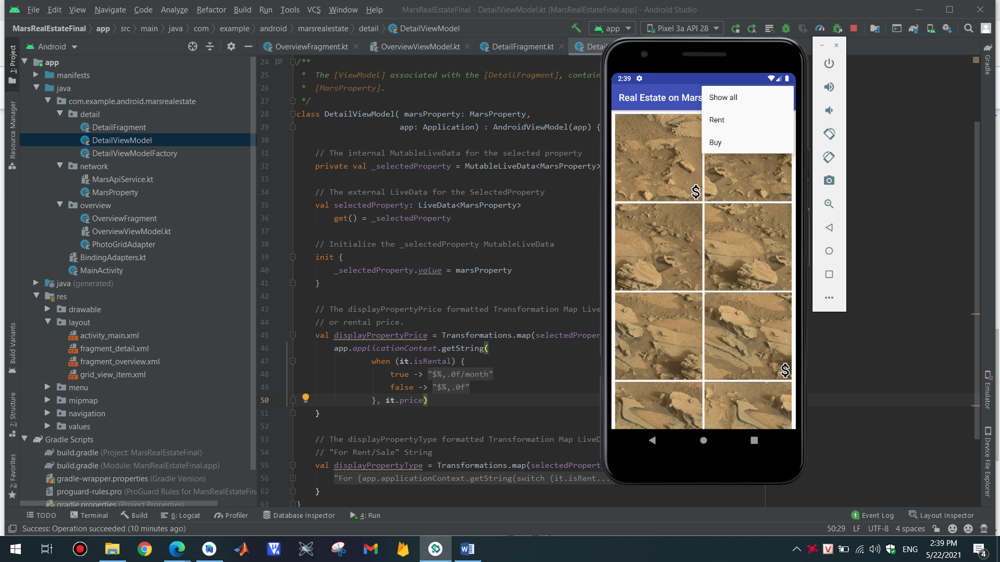 File Edit View Navigate Code Analyze Refactor Build Run Tools VCS Window Help MarsRealEstateFinal - DetailViewModel.kt [MarsRealEstateFinal.app] - Android Studio
MarsRealEstateFinal app src main java com example android marsrealestate detail DetailViewModel app Pixel 3a API 28
Android OverviewFragment.kt OverviewViewModel.kt DetailFragment.kt Detai
1: Project
Resource Manager
Build Variants
7: Structure
2: Favorites
app
manifests
java
com.example.android.marsrealestate
detail
DetailFragment
DetailViewModel
DetailViewModelFactory
network
MarsApiService.kt
MarsProperty
overview
OverviewFragment
OverviewViewModel.kt
PhotoGridAdapter
BindingAdapters.kt
MainActivity
java (generated)
res
drawable
layout
activity_main.xml
fragment_detail.xml
fragment_overview.xml
grid_view_item.xml
menu
mipmap
navigation
values
Gradle Scripts
build.gradle (Project: MarsRealEstateFinal)
build.gradle (Module: MarsRealEstateFinal.app)
gradle-wrapper.properties (Gradle Version)
proguard-rules.pro (ProGuard Rules for MarsRealEstateFina
gradle.properties (Project Properties)
24 /**
25 * The [ViewModel] associated with the [DetailFragment], contain
26 * [MarsProperty].
27 */
28 class DetailViewModel( marsProperty: MarsProperty,
29 app: Application) : AndroidViewModel(app) {
30
31 // The internal MutableLiveData for the selected property
32 private val _selectedProperty = MutableLiveData<MarsProperty>
33
34 // The external LiveData for the SelectedProperty
35 val selectedProperty: LiveData<MarsProperty>
36 get() = _selectedProperty
37
38 // Initialize the _selectedProperty MutableLiveData
39 init {
40 _selectedProperty.value = marsProperty
41 }
42
43 // The displayPropertyPrice formatted Transformation Map Live
44 // or rental price.
45 val displayPropertyPrice = Transformations.map(selectedProper
46 app.applicationContext.getString(
47 when (it.isRental) {
48 true -> "$%,.0f/month"
49 false -> "$%,.0f"
50 }, it.price)
51 }
52
53 // The displayPropertyType formatted Transformation Map LiveD
54 // "For Rent/Sale" String
55 val displayPropertyType = Transformations.map(selectedPropert
56 "For {app.applicationContext.getString(switch (it.isRent...
62 }
63 }
2:39
Real Estate on Mars
Show all
Rent
Buy
$
$
Gradle
Emulator
Device File Explorer
TODO Terminal Build 6: Logcat Profiler Database Inspector 4: Run 1 Event Log Layout Inspector
Success: Operation succeeded (10 minutes ago) 50:29 LF UTF-8 4 spaces
ENG
2:39 PM
5/22/2021
4